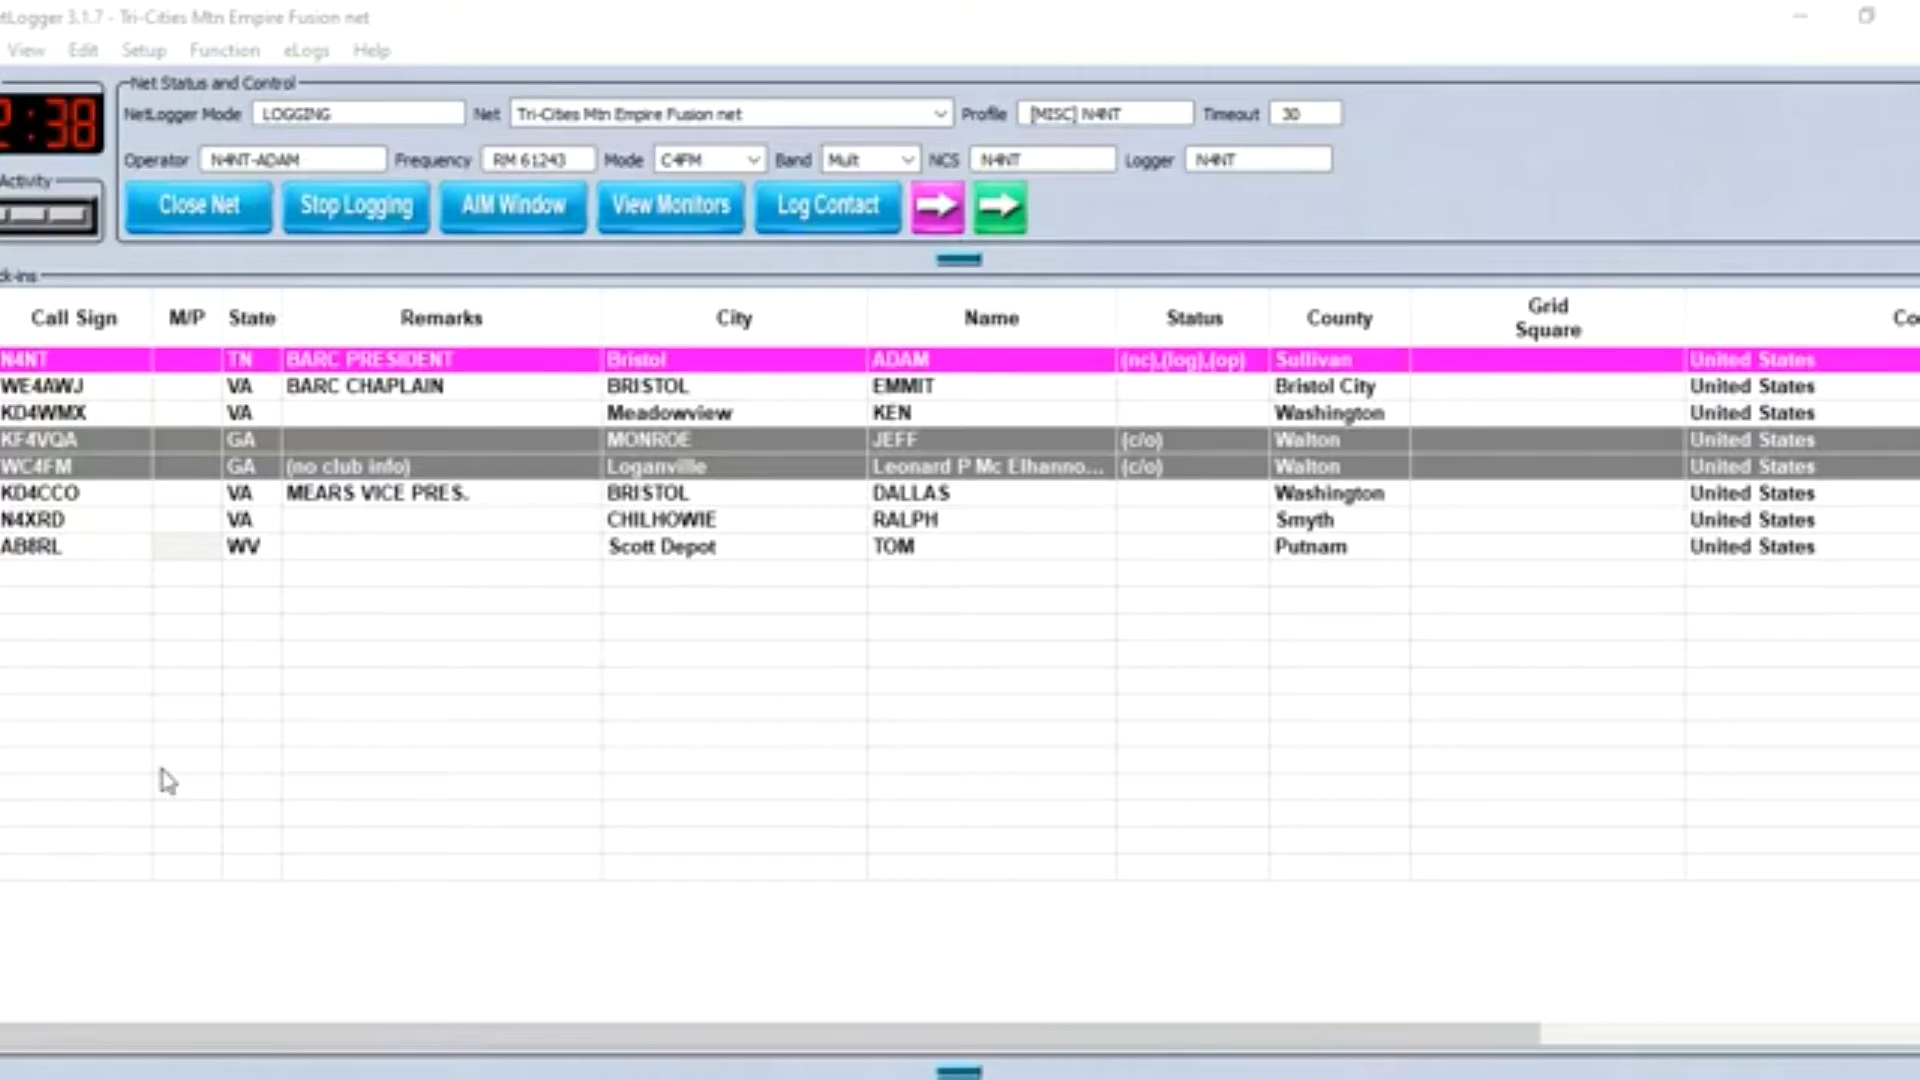 tLogger 3.1.7 - Tri-Cities Mtn Empire Fusion net
View Edit Setup Function eLogs Help
Net Status and Control
2:38 NetLogger Mode LOGGING Net Tri-Cities Mtn Empire Fusion net Profile [MISC] N4NT Timeout 30
Operator N4NT-ADAM Frequency RM 61243 Mode C4FM Band Mult NCS N4NT Logger N4NT
Activity
Close Net Stop Logging AIM Window View Monitors Log Contact
ck-ins
Call Sign M/P State Remarks City Name Status County Grid Square Co
N4NT TN BARC PRESIDENT Bristol ADAM (nc),(log),(op) Sullivan United States
WE4AWJ VA BARC CHAPLAIN BRISTOL EMMIT Bristol City United States
KD4WMX VA Meadowview KEN Washington United States
KF4VQA GA MONROE JEFF (c/o) Walton United States
WC4FM GA (no club info) Loganville Leonard P Mc Elhanno... (c/o) Walton United States
KD4CCO VA MEARS VICE PRES. BRISTOL DALLAS Washington United States
N4XRD VA CHILHOWIE RALPH Smyth United States
AB8RL WV Scott Depot TOM Putnam United States